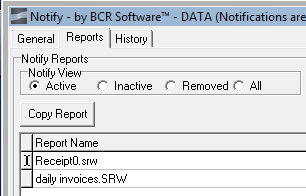 Notify - by BCR Software™ - DATA (Notifications are
General Reports History
Notify Reports
Notify View
Active Inactive Removed All
Copy Report
Report Name
Receipt0.srw
daily invoices.SRW